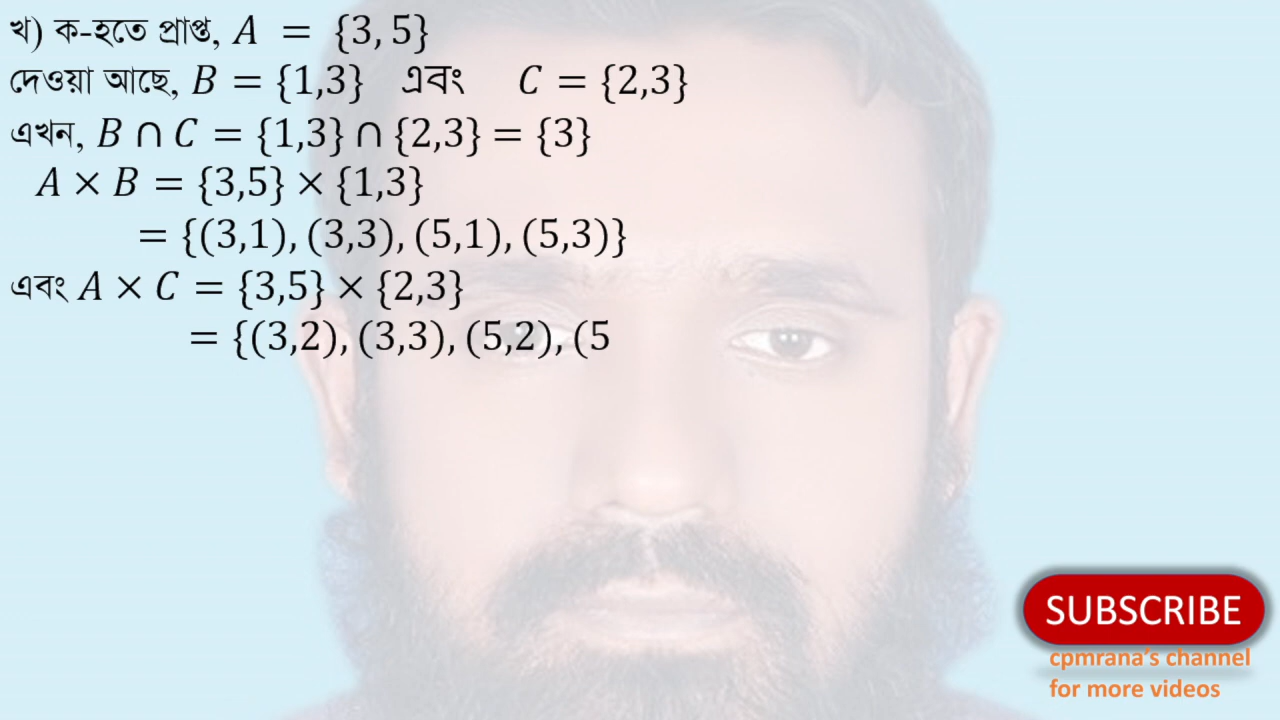 খ) ক-হতে প্রাপ্ত, A = {3, 5}
দেওয়া আছে, B = {1,3} এবং C = {2,3}
এখন, B ∩ C = {1,3} ∩ {2,3} = {3}
A × B = {3,5} × {1,3}
= {(3,1), (3,3), (5,1), (5,3)}
এবং A × C = {3,5} × {2,3}
= {(3,2), (3,3), (5,2), (5
SUBSCRIBE
cpmrana's channel
for more videos